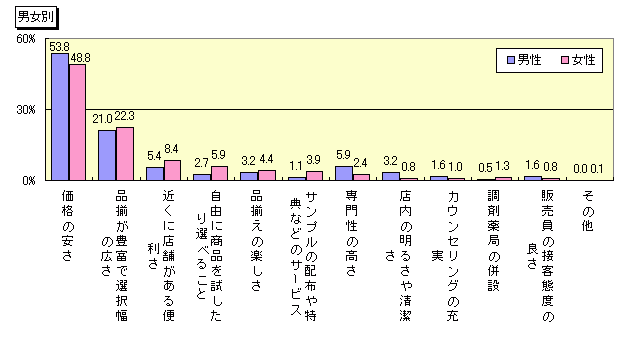 男女別
60%
30%
0%
男性 女性
53.8 48.8
21.0 22.3
5.4 8.4
2.7 5.9
3.2 4.4
1.1 3.9
5.9 2.4
3.2 0.8
1.6 1.0
0.5 1.3
1.6 0.8
0.0 0.1
価格の安さ
品揃が豊富で選択幅
の広さ
近くに店舗がある便
利さ
自由に商品を試した
り選べること
品揃えの楽しさ
サンプルの配布や特
典などのサービス
専門性の高さ
店内の明るさや清潔
さ
カウンセリングの充
実
調剤薬局の併設
販売員の接客態度の
良さ
その他